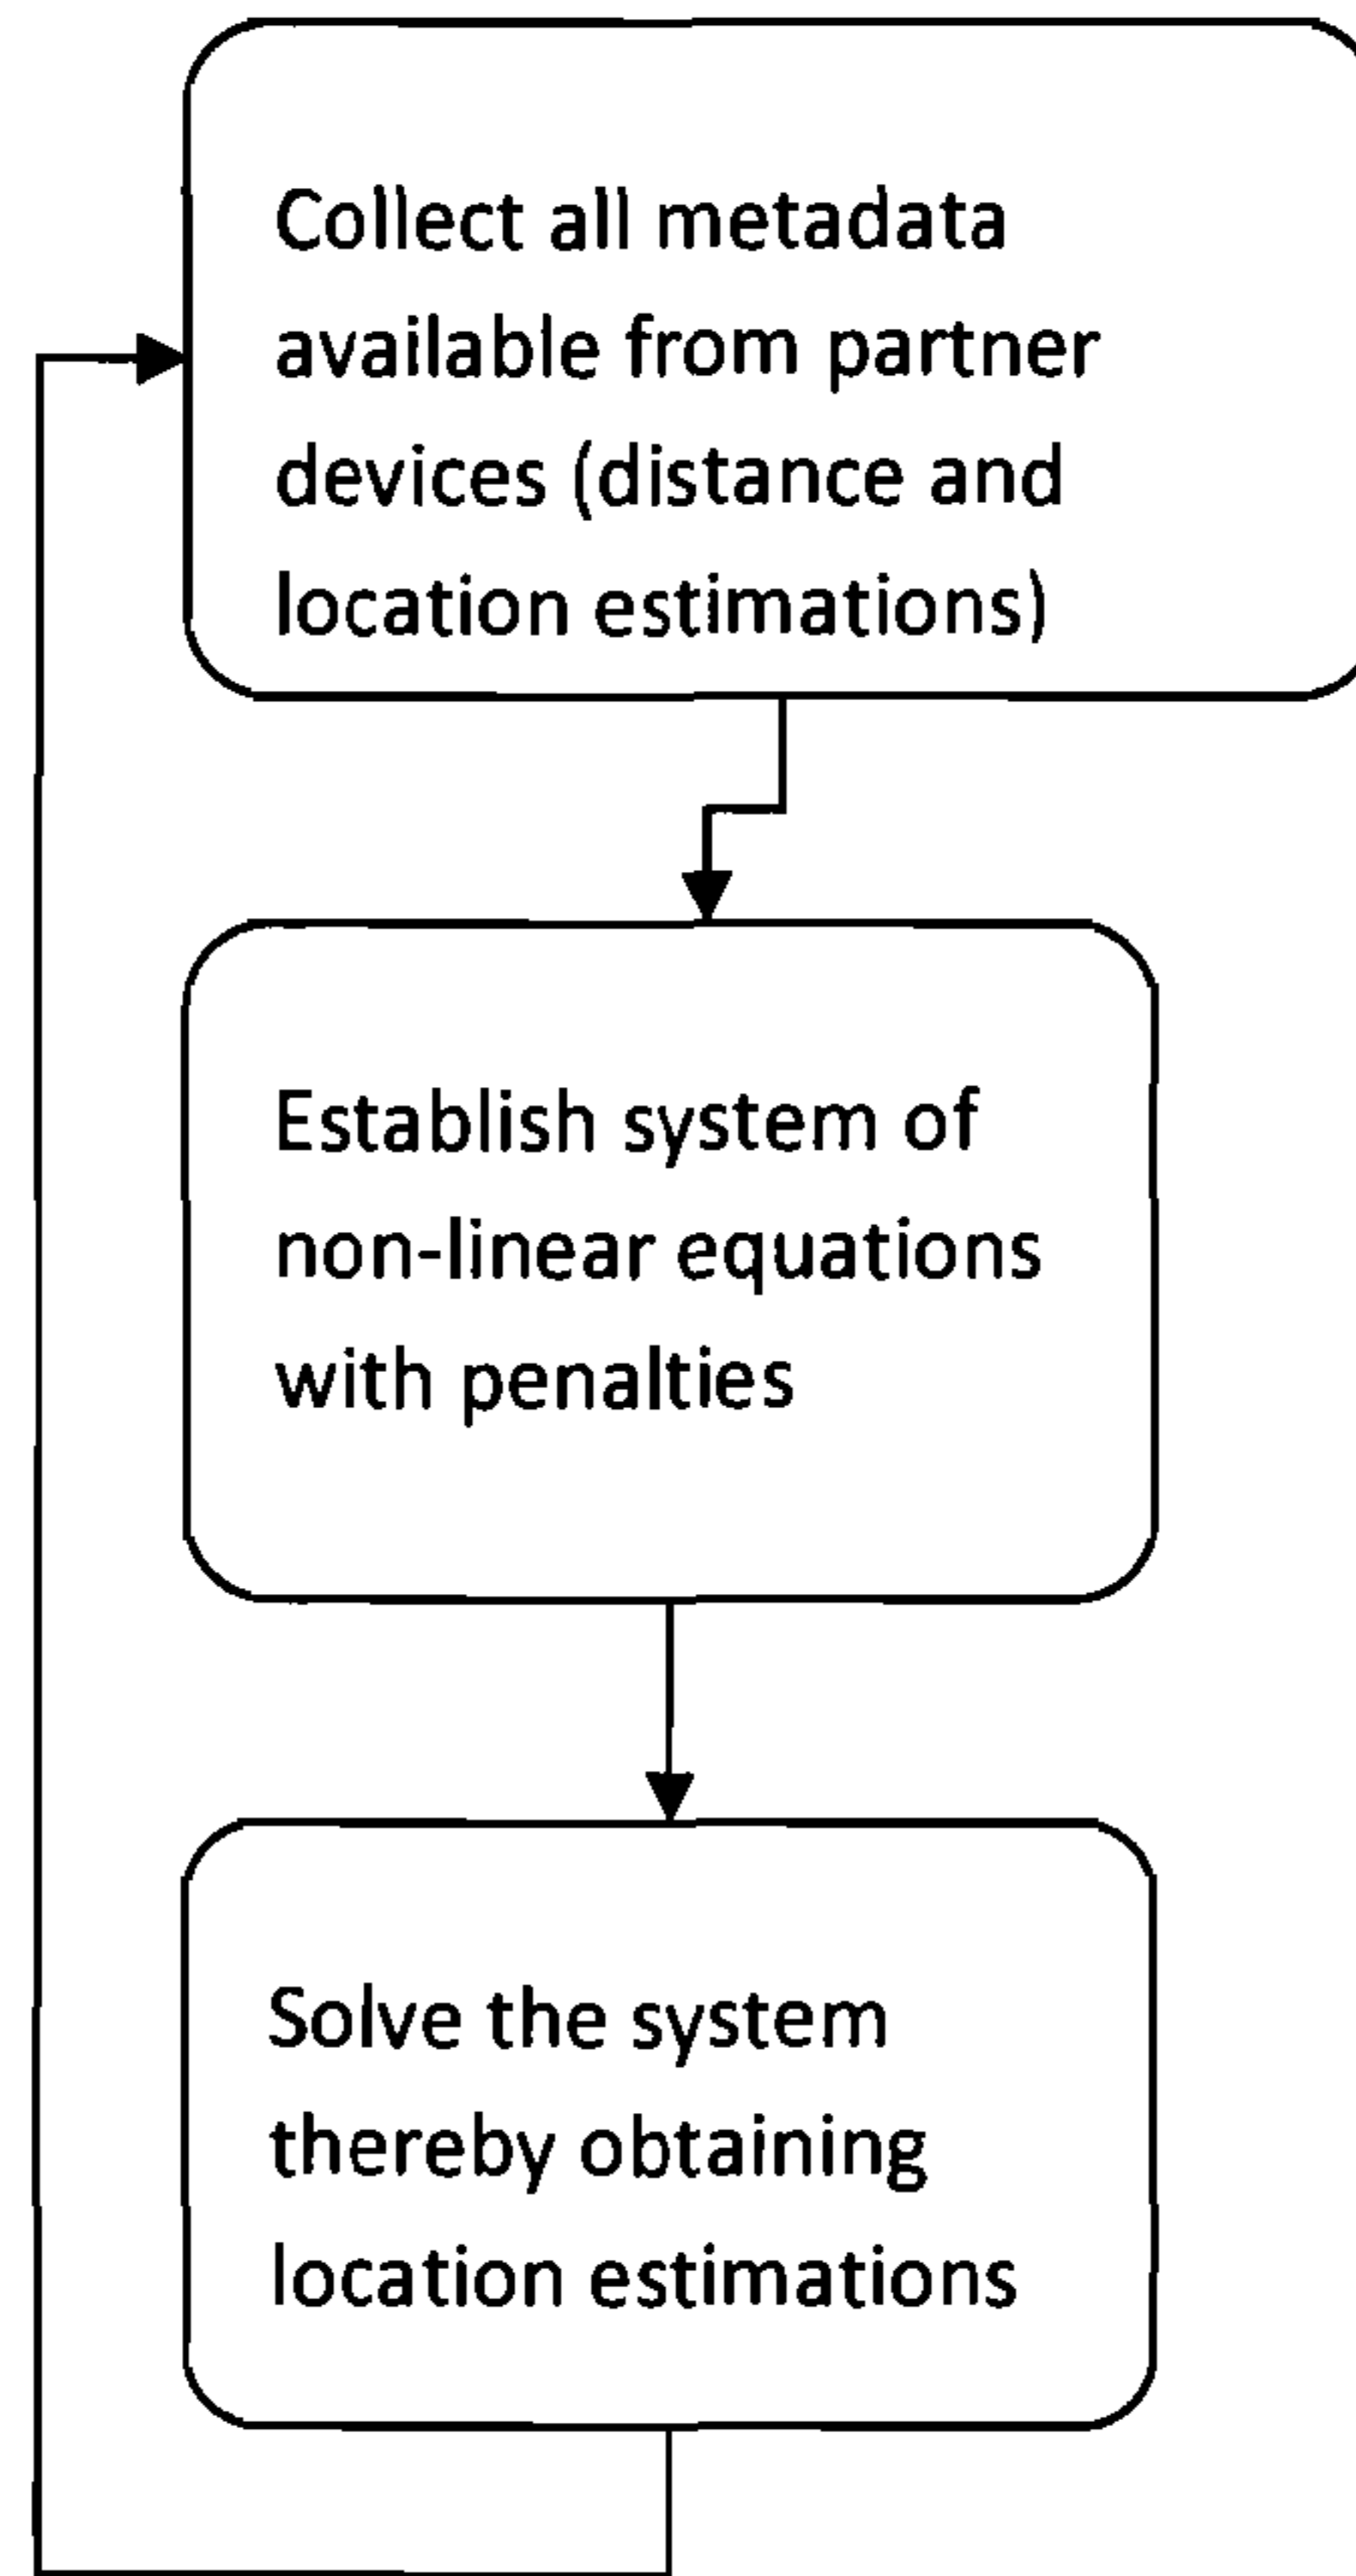 Collect all metadata
available from partner
devices (distance and
location estimations)
Establish system of
non-linear equations
with penalties
Solve the system
thereby obtaining
location estimations